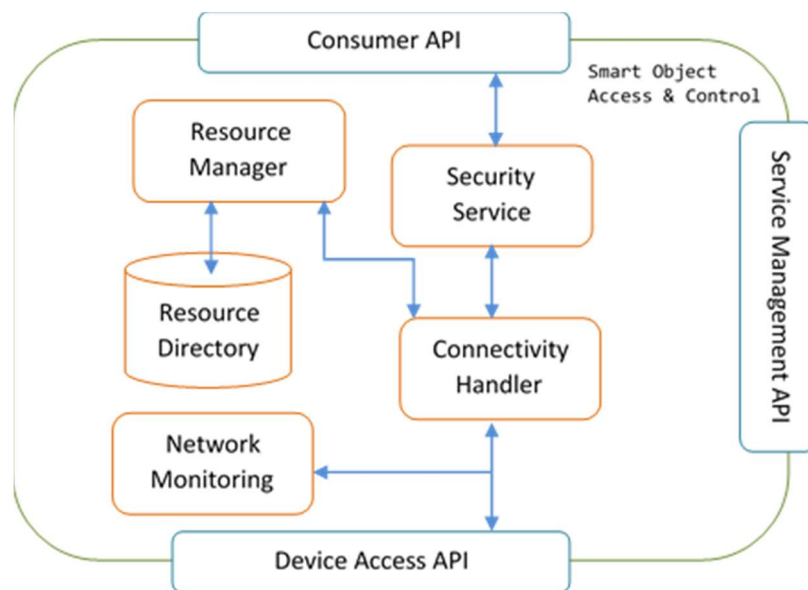 Consumer API
Smart Object
Access & Control
Resource
Manager
Security
Service
Service Management API
Resource
Directory
Connectivity
Handler
Network
Monitoring
Device Access API